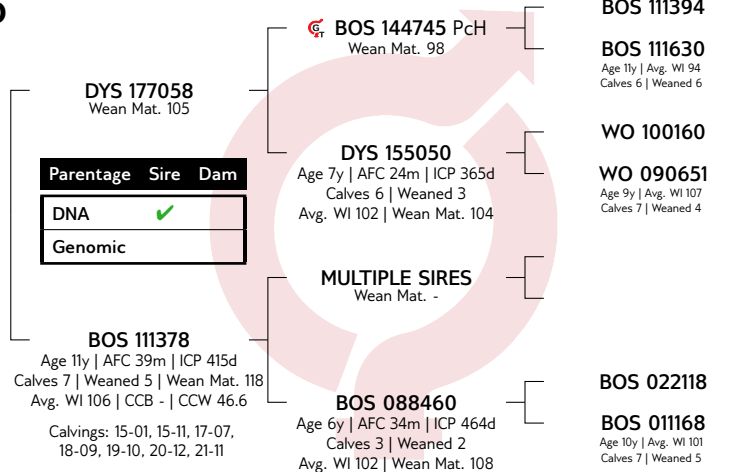 BOS 111394
BOS 144745 PcH
Wean Mat. 98
BOS 111630
Age 11y | Avg. WI 94
Calves 6 | Weaned 6
DYS 177058
Wean Mat. 105
WO 100160
DYS 155050
Age 7y | AFC 24m | ICP 365d
Calves 6 | Weaned 3
Avg. WI 102 | Wean Mat. 104
WO 090651
Age 9y | Avg. WI 107
Calves 7 | Weaned 4
Parentage Sire Dam
DNA ✔
Genomic
MULTIPLE SIRES
Wean Mat. -
BOS 111378
Age 11y | AFC 39m | ICP 415d
Calves 7 | Weaned 5 | Wean Mat. 118
Avg. WI 106 | CCB - | CCW 46.6
Calvings: 15-01, 15-11, 17-07,
18-09, 19-10, 20-12, 21-11
BOS 022118
BOS 088460
Age 6y | AFC 34m | ICP 464d
Calves 3 | Weaned 2
Avg. WI 102 | Wean Mat. 108
BOS 011168
Age 10y | Avg. WI 101
Calves 7 | Weaned 5